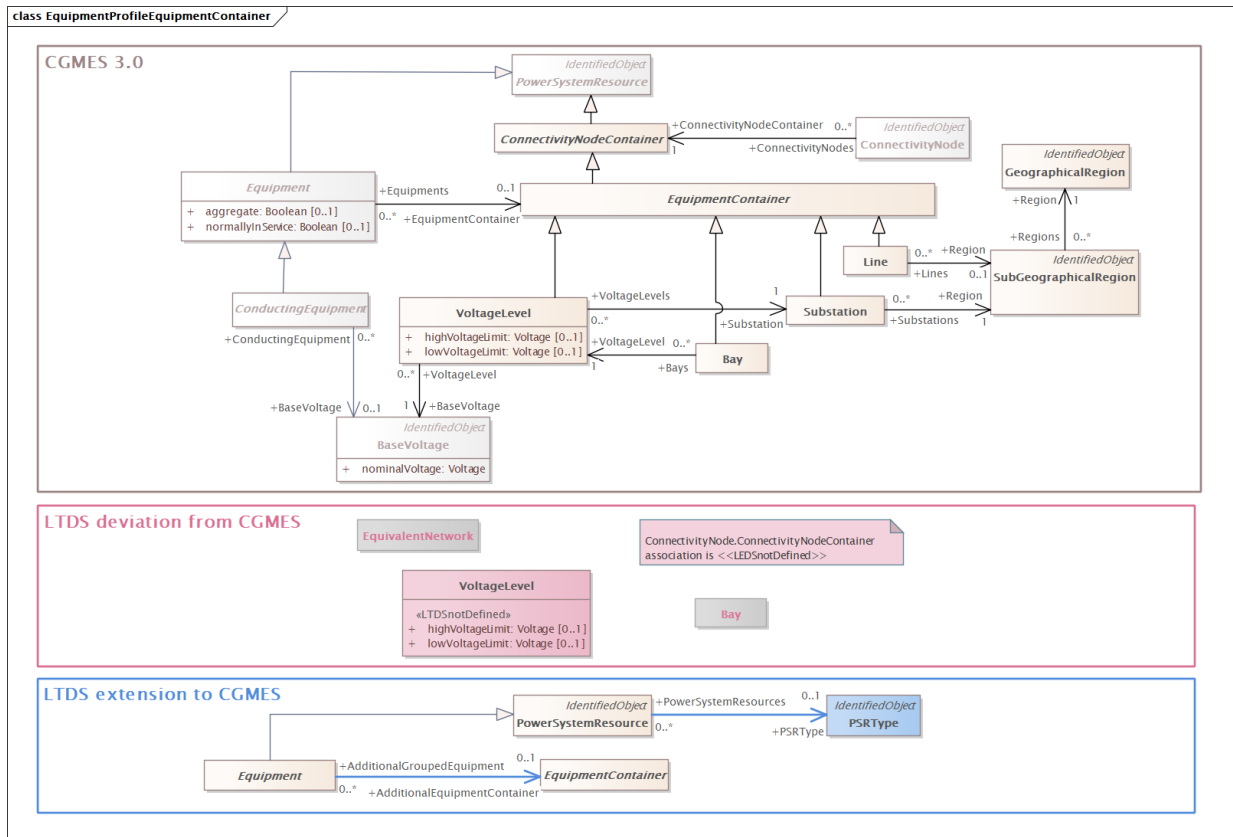 class EquipmentProfileEquipmentContainer
CGMES 3.0
IdentifiedObject
PowerSystemResource
ConnectivityNodeContainer
+ConnectivityNodeContainer 0..*
1 +ConnectivityNodes
IdentifiedObject
ConnectivityNode
IdentifiedObject
GeographicalRegion
+Region 1
+Regions 0..*
Equipment
+ aggregate: Boolean [0..1]
+ normallyInService: Boolean [0..1]
+Equipments 0..1
0..* +EquipmentContainer
EquipmentContainer
Line
0..* +Region
+Lines 0..1
IdentifiedObject
SubGeographicalRegion
ConductingEquipment
+ConductingEquipment 0..*
VoltageLevel
+ highVoltageLimit: Voltage [0..1]
+ lowVoltageLimit: Voltage [0..1]
+VoltageLevels 1
0..* +Substation
Substation
0..* +Region
+Substations 1
+VoltageLevel 0..*
1 +Bays
Bay
0..* +VoltageLevel
+BaseVoltage 0..1
1 +BaseVoltage
IdentifiedObject
BaseVoltage
+ nominalVoltage: Voltage
LTDS deviation from CGMES
EquivalentNetwork
ConnectivityNode.ConnectivityNodeContainer
association is <<LEDSnotDefined>>
VoltageLevel
«LTDSnotDefined»
+ highVoltageLimit: Voltage [0..1]
+ lowVoltageLimit: Voltage [0..1]
Bay
LTDS extension to CGMES
IdentifiedObject
PowerSystemResource
+PowerSystemResources 0..1
0..* +PSRType
IdentifiedObject
PSRType
Equipment
+AdditionalGroupedEquipment 0..1
0..* +AdditionalEquipmentContainer
EquipmentContainer